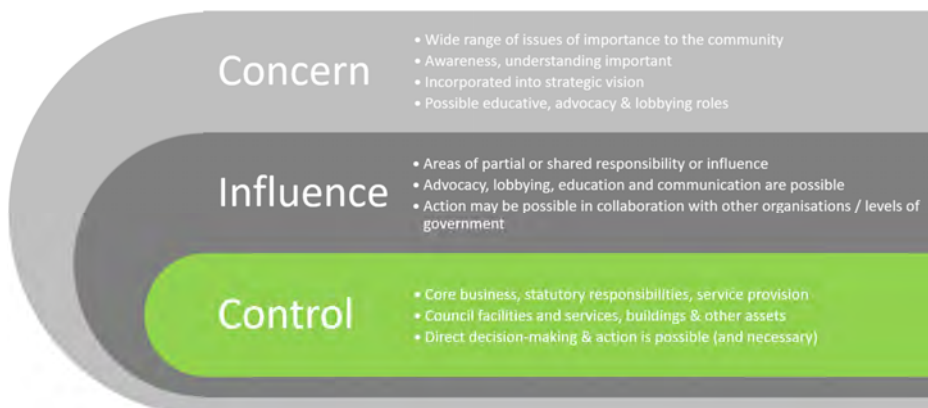 Concern
• Wide range of issues of importance to the community
• Awareness, understanding important
• Incorporated into strategic vision
• Possible educative, advocacy & lobbying roles
Influence
• Areas of partial or shared responsibility or influence
• Advocacy, lobbying, education and communication are possible
• Action may be possible in collaboration with other organisations / levels of
government
Control
• Core business, statutory responsibilities, service provision
• Council facilities and services, buildings & other assets
• Direct decision-making & action is possible (and necessary)